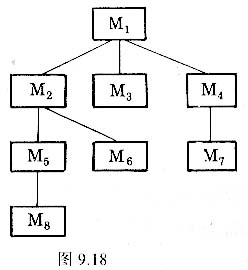 M₁
M₂ M₃ M₄
M₅ M₆ M₇
M₈
图 9.18